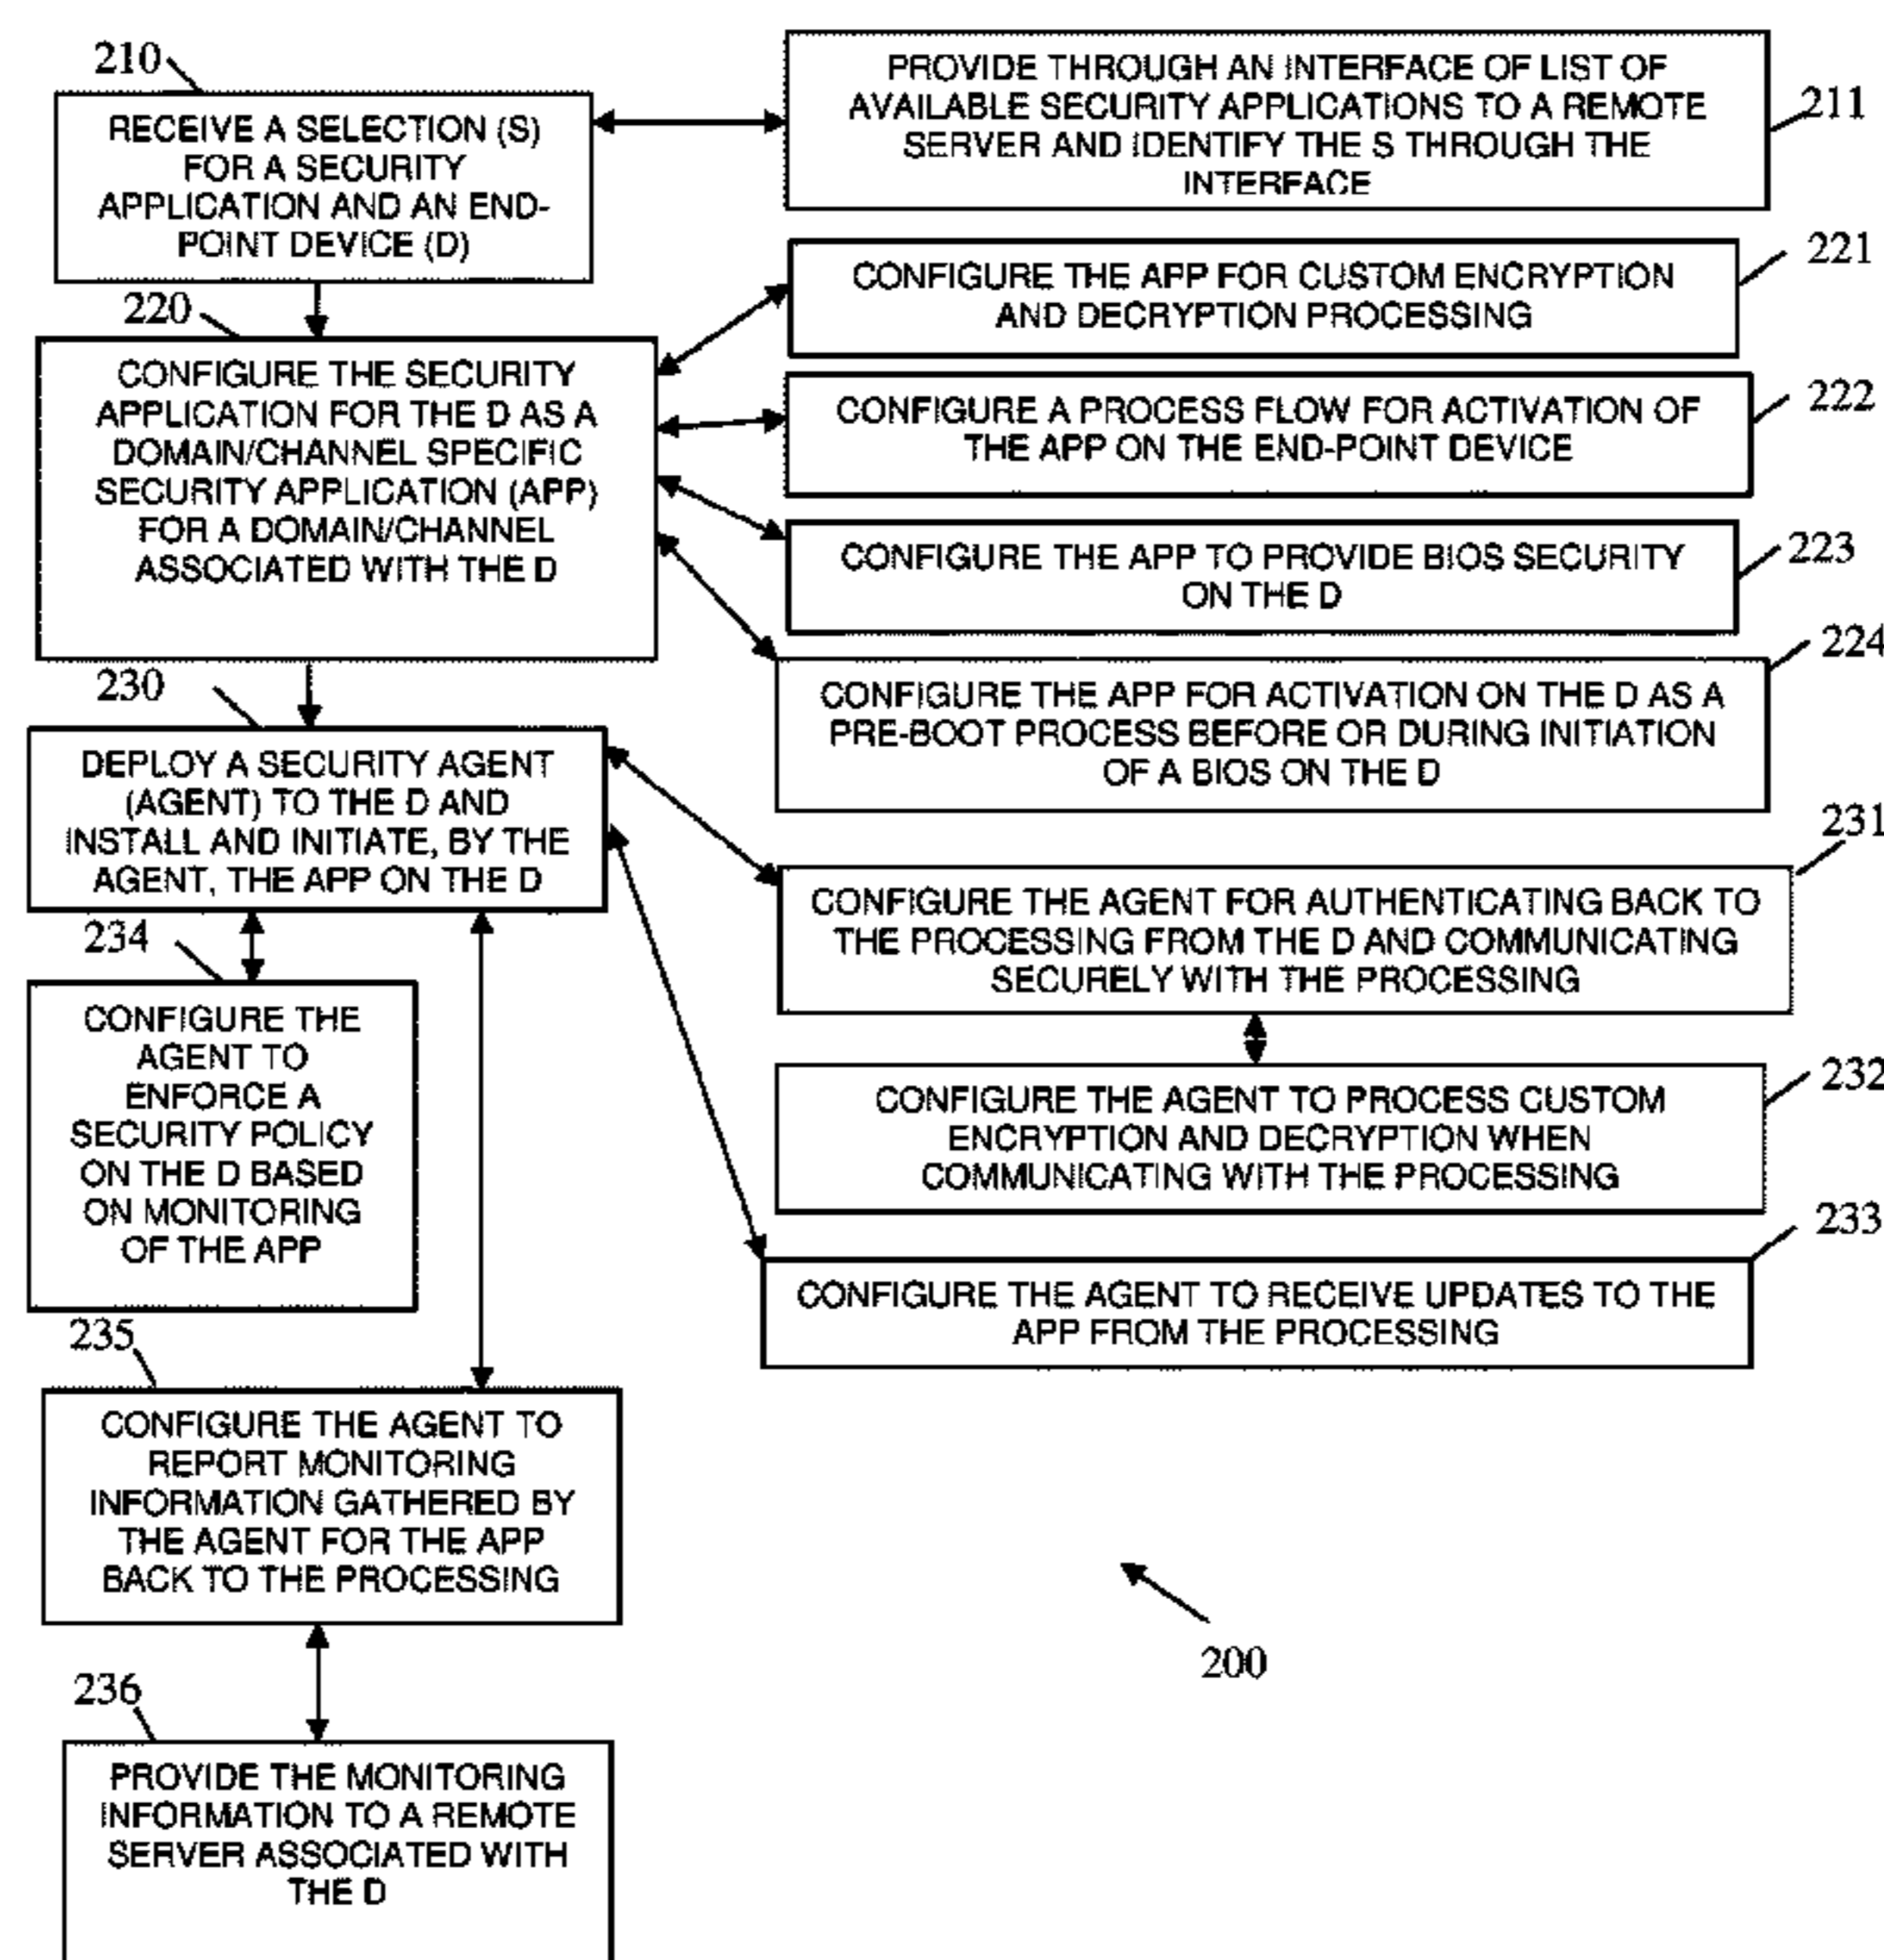 210
RECEIVE A SELECTION (S)
FOR A SECURITY
APPLICATION AND AN END-
POINT DEVICE (D)
PROVIDE THROUGH AN INTERFACE OF LIST OF
AVAILABLE SECURITY APPLICATIONS TO A REMOTE
SERVER AND IDENTIFY THE S THROUGH THE
INTERFACE
211
220
CONFIGURE THE SECURITY
APPLICATION FOR THE D AS A
DOMAIN/CHANNEL SPECIFIC
SECURITY APPLICATION (APP)
FOR A DOMAIN/CHANNEL
ASSOCIATED WITH THE D
221
CONFIGURE THE APP FOR CUSTOM ENCRYPTION
AND DECRYPTION PROCESSING
222
CONFIGURE A PROCESS FLOW FOR ACTIVATION OF
THE APP ON THE END-POINT DEVICE
223
CONFIGURE THE APP TO PROVIDE BIOS SECURITY
ON THE D
224
CONFIGURE THE APP FOR ACTIVATION ON THE D AS A
PRE-BOOT PROCESS BEFORE OR DURING INITIATION
OF A BIOS ON THE D
230
DEPLOY A SECURITY AGENT
(AGENT) TO THE D AND
INSTALL AND INITIATE, BY THE
AGENT, THE APP ON THE D
231
CONFIGURE THE AGENT FOR AUTHENTICATING BACK TO
THE PROCESSING FROM THE D AND COMMUNICATING
SECURELY WITH THE PROCESSING
232
CONFIGURE THE AGENT TO PROCESS CUSTOM
ENCRYPTION AND DECRYPTION WHEN
COMMUNICATING WITH THE PROCESSING
233
CONFIGURE THE AGENT TO RECEIVE UPDATES TO THE
APP FROM THE PROCESSING
234
CONFIGURE THE
AGENT TO
ENFORCE A
SECURITY POLICY
ON THE D BASED
ON MONITORING
OF THE APP
235
CONFIGURE THE AGENT TO
REPORT MONITORING
INFORMATION GATHERED BY
THE AGENT FOR THE APP
BACK TO THE PROCESSING
200
236
PROVIDE THE MONITORING
INFORMATION TO A REMOTE
SERVER ASSOCIATED WITH
THE D